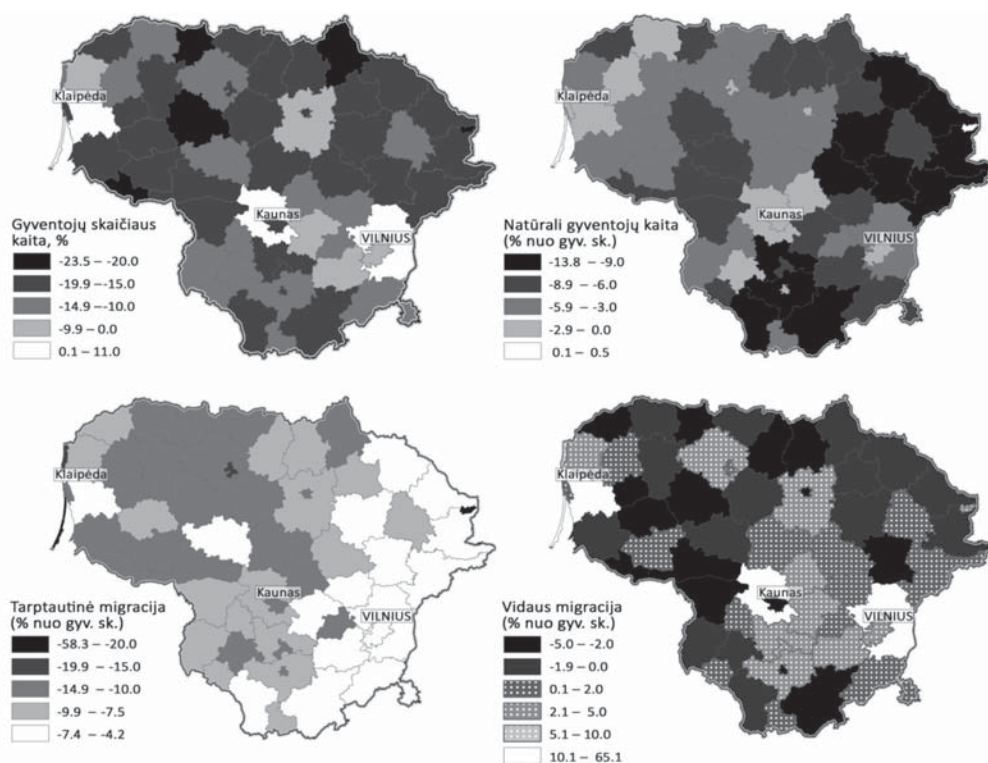 Klaipėda
Kaunas
VILNIUS
Gyventojų skaičiaus
kaita, %
-23.5 – -20.0
-19.9 – -15.0
-14.9 – -10.0
-9.9 – 0.0
0.1 – 11.0
Klaipėda
Kaunas
VILNIUS
Natūrali gyventojų kaita
(% nuo gyv. sk.)
-13.8 – -9.0
-8.9 – -6.0
-5.9 – -3.0
-2.9 – 0.0
0.1 – 0.5
Klaipėda
Kaunas
VILNIUS
Tarptautinė migracija
(% nuo gyv. sk.)
-58.3 – -20.0
-19.9 – -15.0
-14.9 – -10.0
-9.9 – -7.5
-7.4 – -4.2
Klaipėda
Kaunas
VILNIUS
Vidaus migracija
(% nuo gyv. sk.)
-5.0 – -2.0
-1.9 – 0.0
0.1 – 2.0
2.1 – 5.0
5.1 – 10.0
10.1 – 65.1